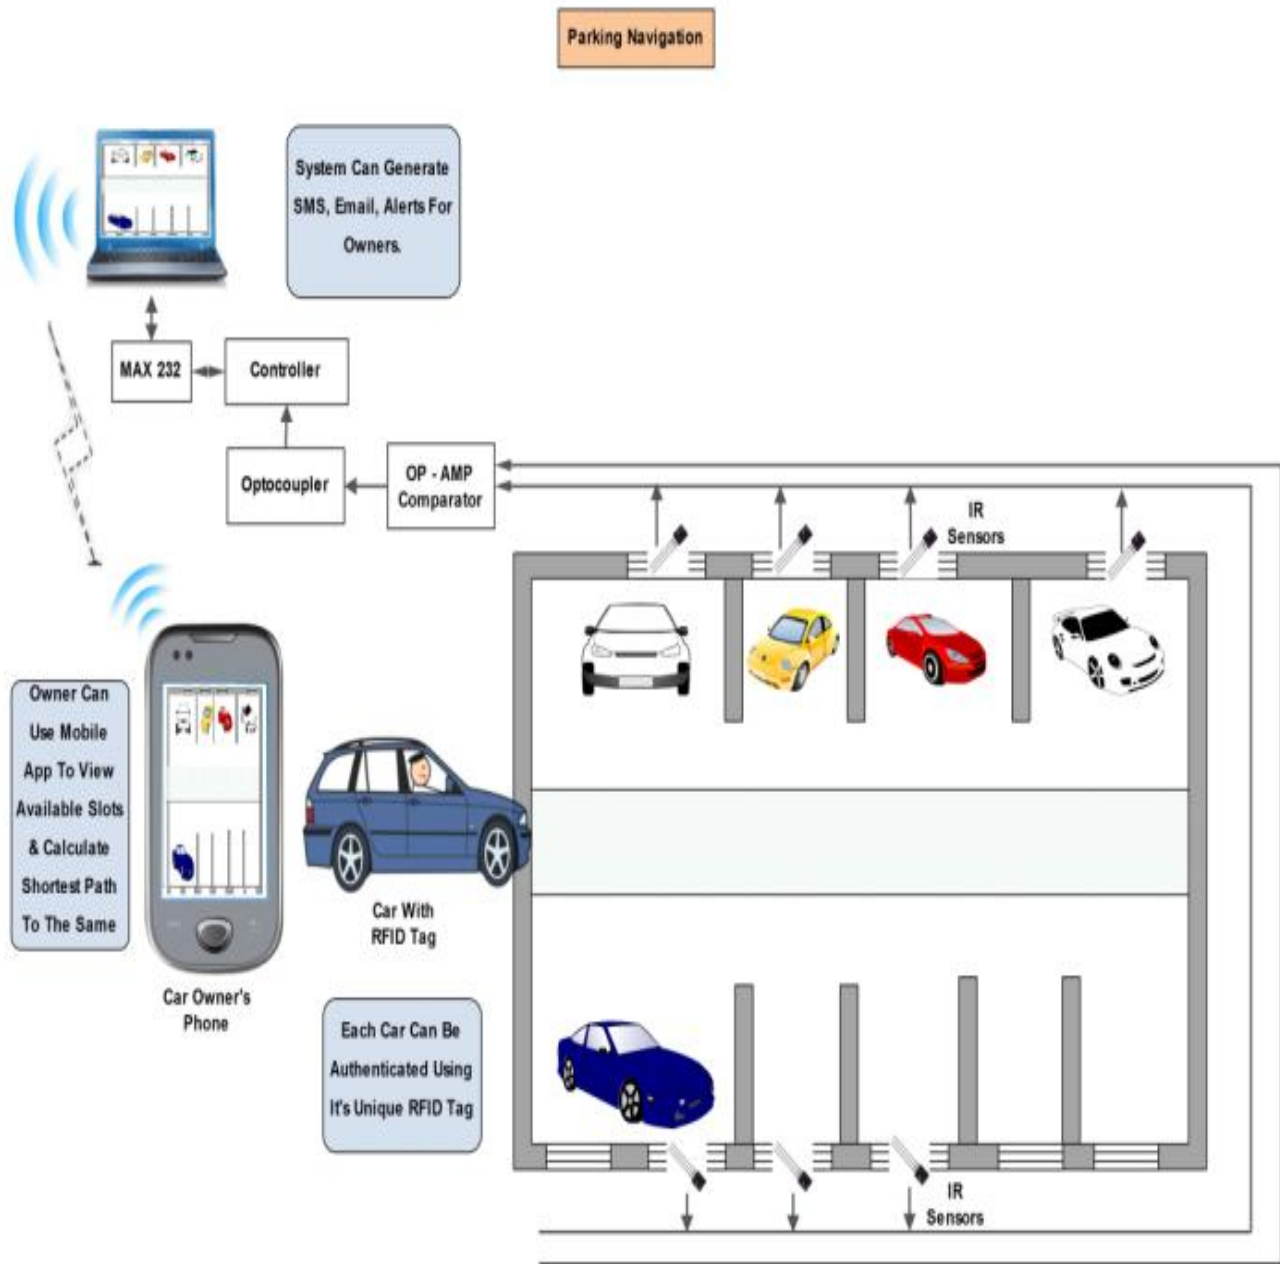 Parking Navigation
System Can Generate
SMS, Email, Alerts For
Owners.
MAX 232
Controller
Optocoupler
OP - AMP
Comparator
IR
Sensors
Owner Can
Use Mobile
App To View
Available Slots
& Calculate
Shortest Path
To The Same
Car With
RFID Tag
Car Owner's
Phone
Each Car Can Be
Authenticated Using
It's Unique RFID Tag
IR
Sensors